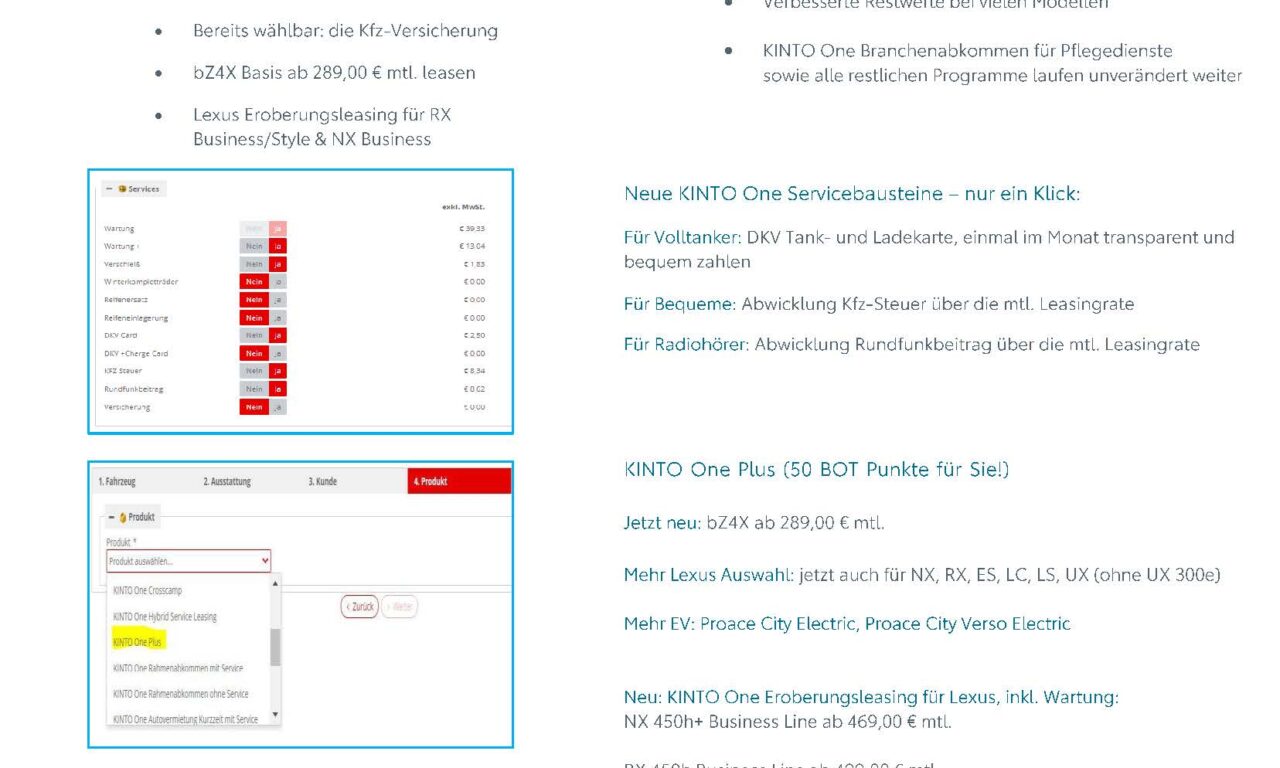 Bereits wählbar: die Kfz-Versicherung
bZ4X Basis ab 289,00 € mtl. leasen
Lexus Eroberungsleasing für RX
Business/Style & NX Business
Verbesserte Restwerte bei vielen Modellen
KINTO One Branchenabkommen für Pflegedienste
sowie alle restlichen Programme laufen unverändert weiter
Services
exkl. MwSt.
Wartung Nein Ja € 39,33
Wartung + Nein Ja € 13,04
Verschleiß Nein Ja € 1,83
Winterkompletträder Nein Ja € 0,00
Reifenersatz Nein Ja € 0,00
Reifeneinlagerung Nein Ja € 0,00
DKV Card Nein Ja € 2,50
DKV +Charge Card Nein Ja € 0,00
KFZ Steuer Nein Ja € 8,34
Rundfunkbeitrag Nein Ja
Versicherung Nein Ja € 0,00
Neue KINTO One Servicebausteine – nur ein Klick:
Für Volltanker: DKV Tank- und Ladekarte, einmal im Monat transparent und
bequem zahlen
Für Bequeme: Abwicklung Kfz-Steuer über die mtl. Leasingrate
Für Radiohörer: Abwicklung Rundfunkbeitrag über die mtl. Leasingrate
1. Fahrzeug 2. Ausstattung 3. Kunde 4. Produkt
Produkt
Produkt *
Produkt auswählen...
KINTO One Crosscamp
KINTO One Hybrid Service Leasing
KINTO One Plus
KINTO One Rahmenabkommen mit Service
KINTO One Rahmenabkommen ohne Service
KINTO One Autovermietung Kurzzeit mit Service
‹ Zurück › Weiter
KINTO One Plus (50 BOT Punkte für Sie!)
Jetzt neu: bZ4X ab 289,00 € mtl.
Mehr Lexus Auswahl: jetzt auch für NX, RX, ES, LC, LS, UX (ohne UX 300e)
Mehr EV: Proace City Electric, Proace City Verso Electric
Neu: KINTO One Eroberungsleasing für Lexus, inkl. Wartung:
NX 450h+ Business Line ab 469,00 € mtl.
RX 450h Business Line ab 499,00 € mtl.